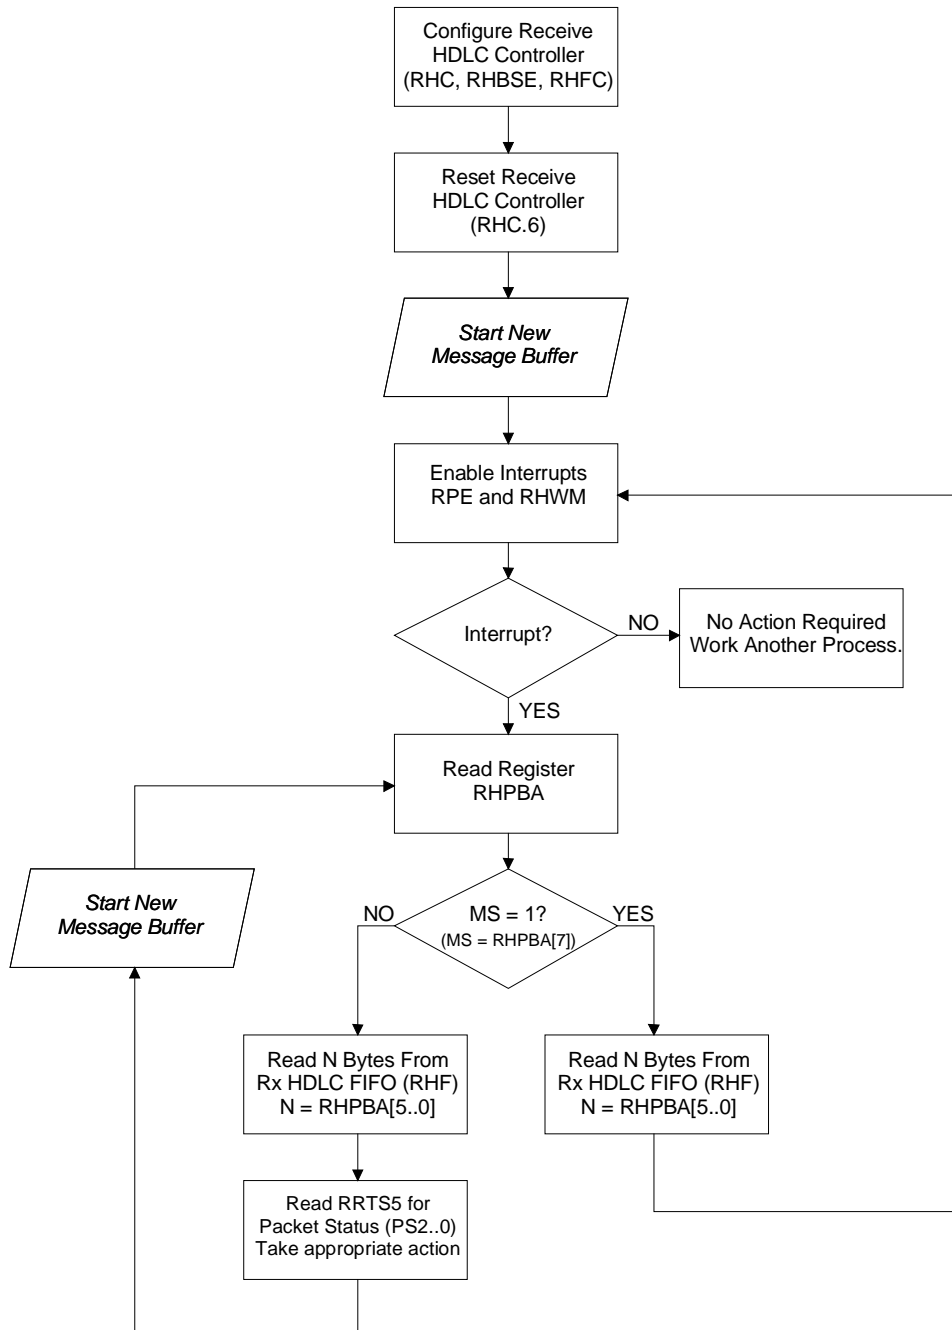 Configure Receive
HDLC Controller
(RHC, RHBSE, RHFC)
Reset Receive
HDLC Controller
(RHC.6)
Start New
Message Buffer
Enable Interrupts
RPE and RHWM
Interrupt?
NO
No Action Required
Work Another Process.
YES
Read Register
RHPBA
Start New
Message Buffer
NO
MS = 1?
(MS = RHPBA[7])
YES
Read N Bytes From
Rx HDLC FIFO (RHF)
N = RHPBA[5..0]
Read N Bytes From
Rx HDLC FIFO (RHF)
N = RHPBA[5..0]
Read RRTS5 for
Packet Status (PS2..0)
Take appropriate action